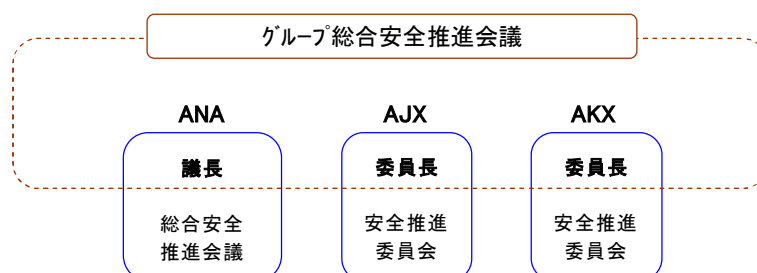 グループ総合安全推進会議
ANA
AJX
AKX
議長
委員長
委員長
総合安全
推進会議
安全推進
委員会
安全推進
委員会